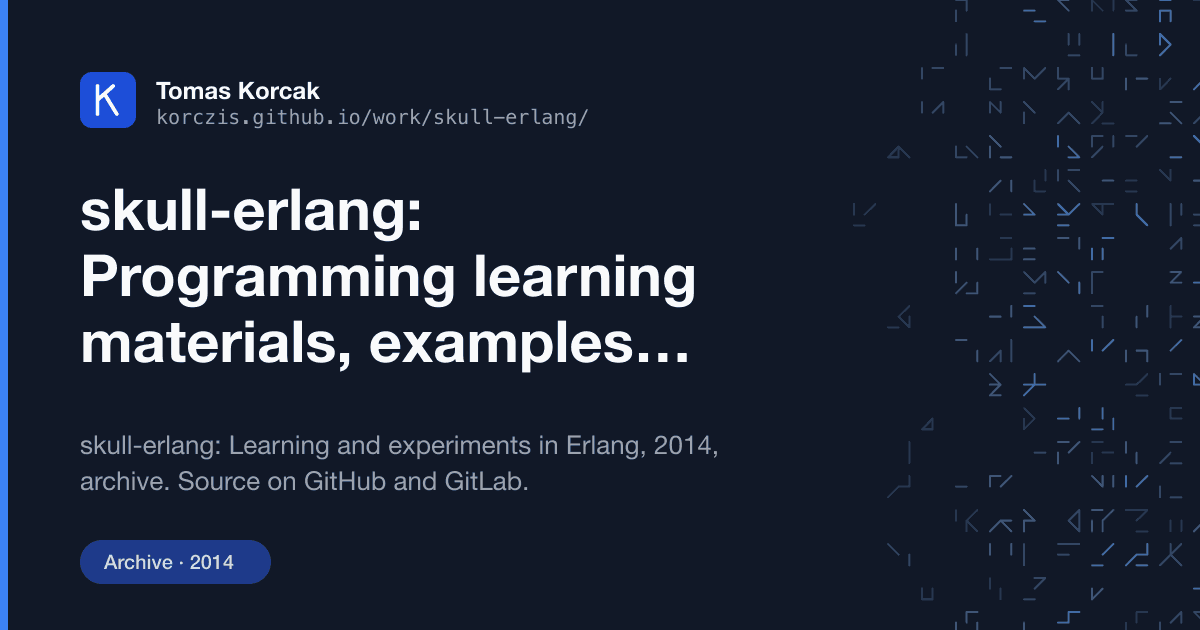 K
Tomas Korcak
korczis.github.io/work/skull-erlang/
skull-erlang:
Programming learning
materials, examples…
skull-erlang: Learning and experiments in Erlang, 2014,
archive. Source on GitHub and GitLab.
Archive · 2014